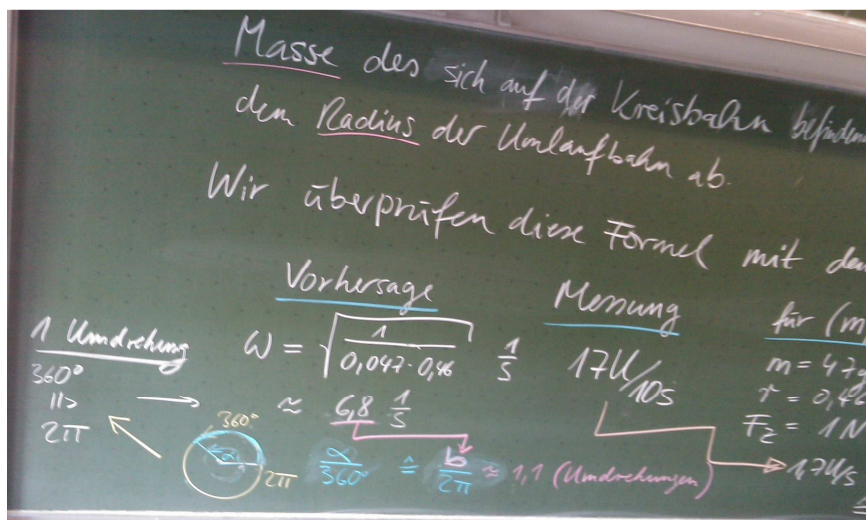 Masse des sich auf der Kreisbahn
dem Radius der Umlaufbahn ab.
Wir überprüfen diese Formel mit
Vorhersage
Messung
für (m
1 Umdrehung
360°
2π
ω = √(1 / 0,047 · 0,46) 1/s
≈ 6,8 1/s
360°
α
2π
α/360° ≙ b/2π ≈ 1,1 (Umdrehungen)
17U/10s
m = 47g
r = 0,46
Fz = 1N
1,7U/s